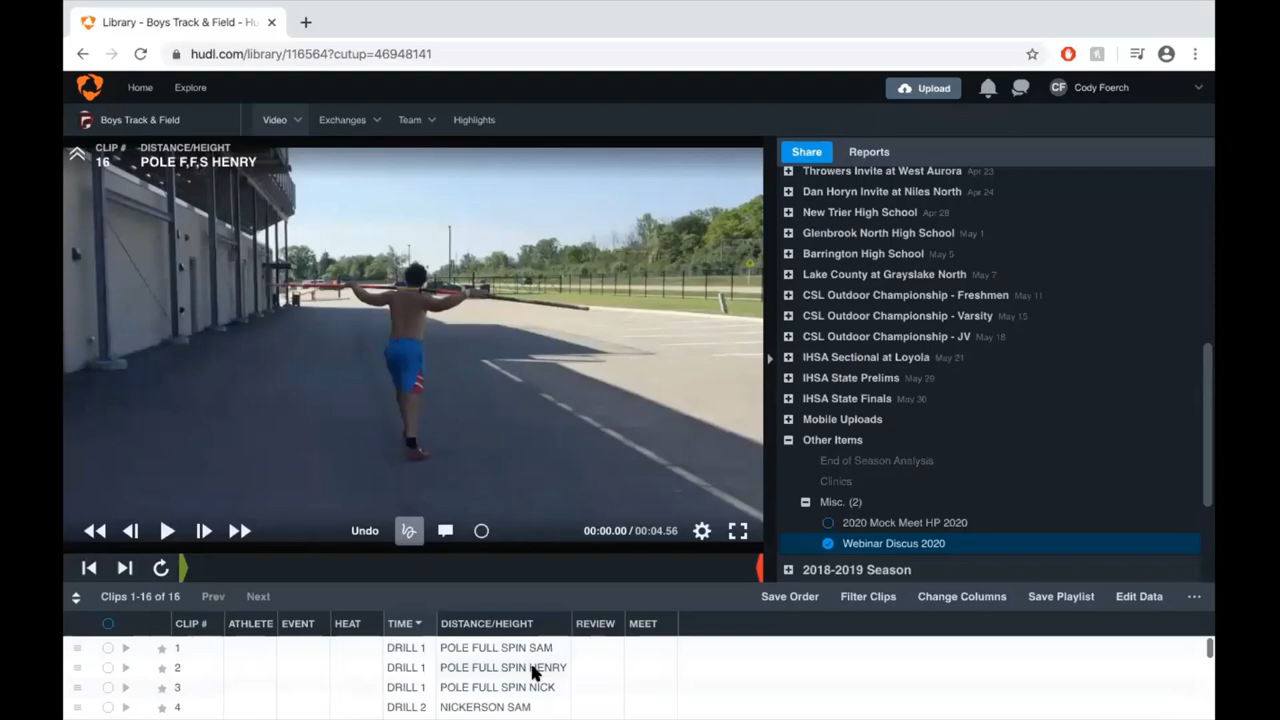 Library - Boys Track & Field - Hu
hudl.com/library/116564?cutup=46948141
Home Explore Upload CF Cody Foerch
Boys Track & Field Video Exchanges Team Highlights
CLIP # DISTANCE/HEIGHT
16 POLE F,F,S HENRY
Share Reports
Throwers Invite at West Aurora Apr 23
Dan Horyn Invite at Niles North Apr 24
New Trier High School Apr 28
Glenbrook North High School May 1
Barrington High School May 5
Lake County at Grayslake North May 7
CSL Outdoor Championship - Freshmen May 11
CSL Outdoor Championship - Varsity May 15
CSL Outdoor Championship - JV May 18
IHSA Sectional at Loyola May 21
IHSA State Prelims May 29
IHSA State Finals May 30
Mobile Uploads
Other Items
End of Season Analysis
Clinics
Misc. (2)
2020 Mock Meet HP 2020
Webinar Discus 2020
2018-2019 Season
Undo 00:00.00 / 00:04.56
Clips 1-16 of 16 Prev Next Save Order Filter Clips Change Columns Save Playlist Edit Data
CLIP # ATHLETE EVENT HEAT TIME DISTANCE/HEIGHT REVIEW MEET
1 DRILL 1 POLE FULL SPIN SAM
2 DRILL 1 POLE FULL SPIN HENRY
3 DRILL 1 POLE FULL SPIN NICK
4 DRILL 2 NICKERSON SAM